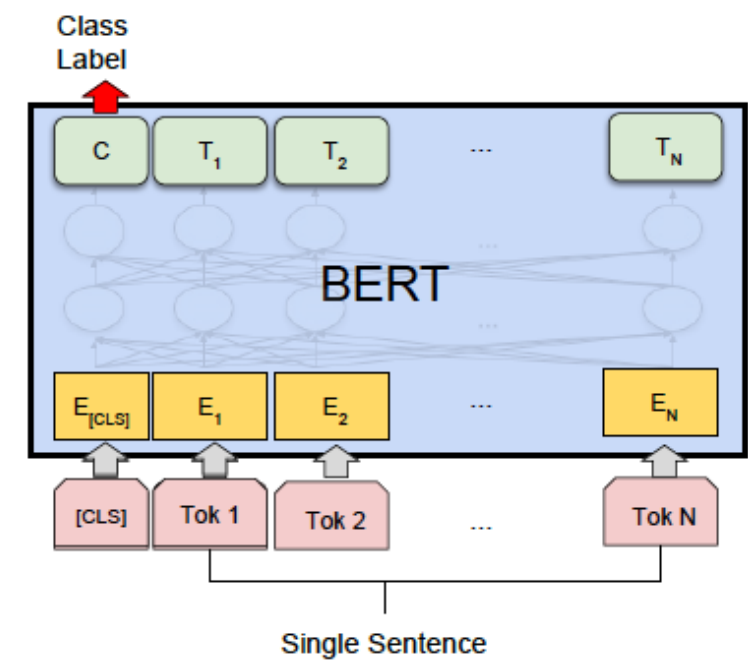 Class
Label
C T1 T2 ... TN
...
BERT
...
E[CLS] E1 E2 ... EN
[CLS] Tok 1 Tok 2 ... Tok N
Single Sentence